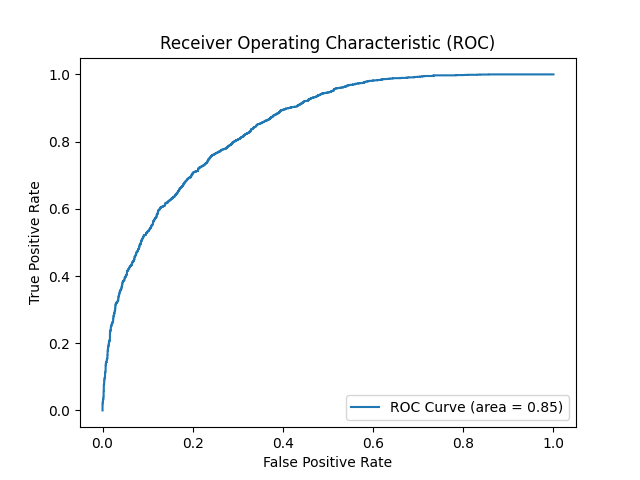 Receiver Operating Characteristic (ROC)
1.0
0.8
0.6
0.4
0.2
0.0
True Positive Rate
ROC Curve (area = 0.85)
0.0 0.2 0.4 0.6 0.8 1.0
False Positive Rate